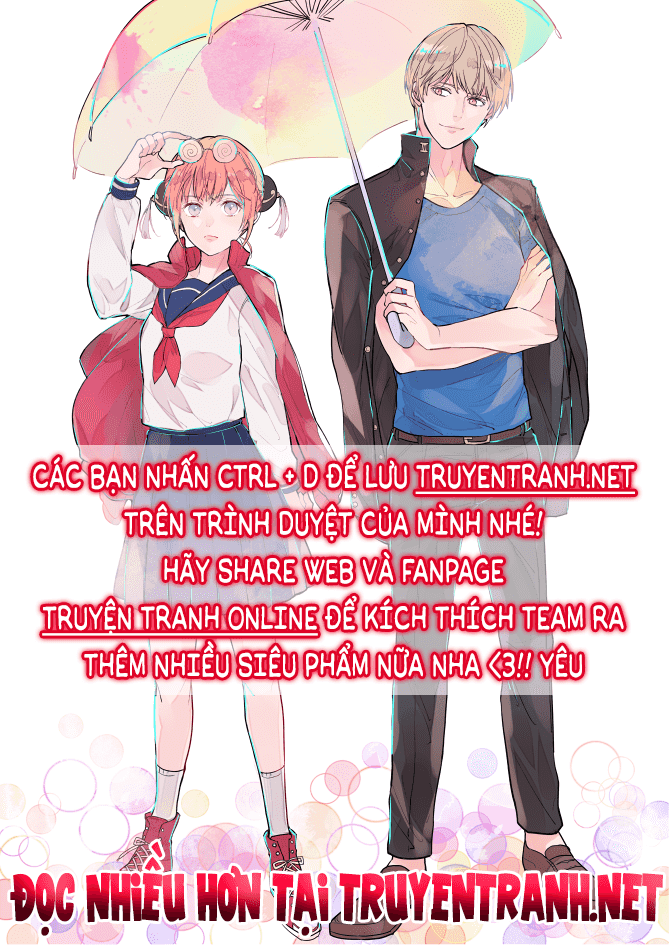 CÁC BẠN NHẤN CTRL + D ĐỂ LƯU TRUYENTRANH.NET
TRÊN TRÌNH DUYỆT CỦA MÌNH NHÉ!
HÃY SHARE WEB VÀ FANPAGE
TRUYỆN TRANH ONLINE ĐỂ KÍCH THÍCH TEAM RA
THÊM NHIỀU SIÊU PHẨM NỮA NHA <3!! YÊU
ĐỌC NHIỀU HƠN TẠI TRUYENTRANH.NET